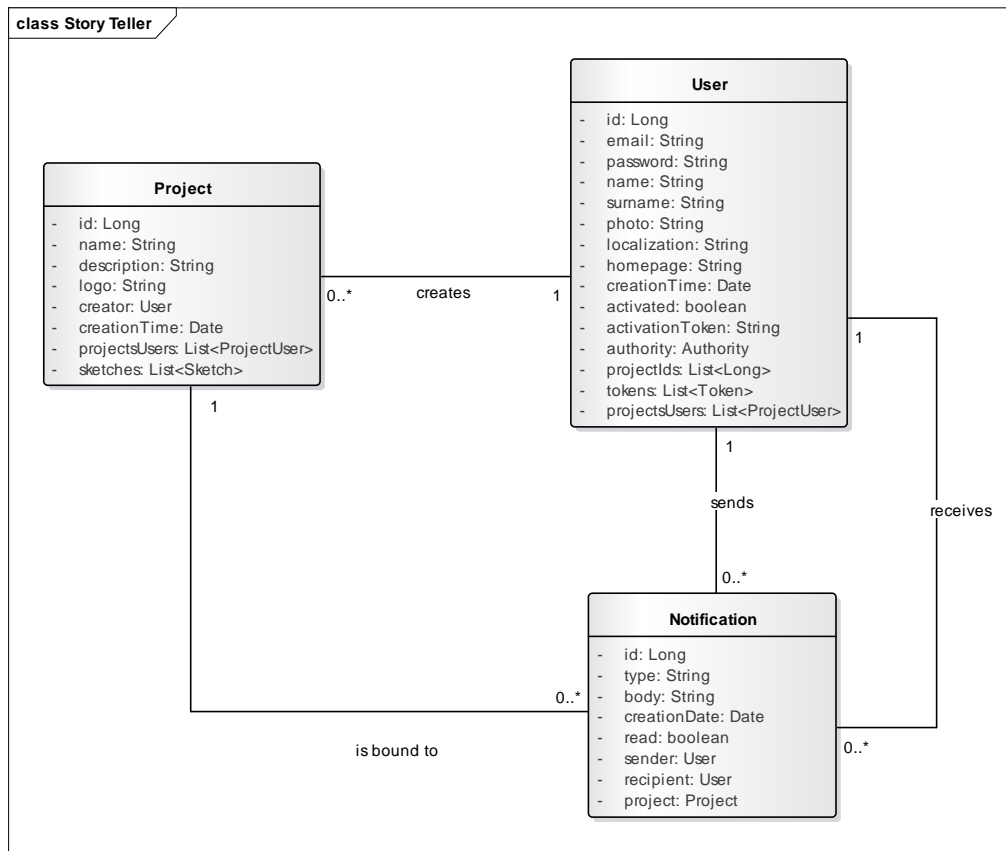 class Story Teller
User
- id: Long
- email: String
- password: String
- name: String
- surname: String
- photo: String
- localization: String
- homepage: String
- creationTime: Date
- activated: boolean
- activationToken: String
- authority: Authority
- projectIds: List<Long>
- tokens: List<Token>
- projectsUsers: List<ProjectUser>
Project
- id: Long
- name: String
- description: String
- logo: String
- creator: User
- creationTime: Date
- projectsUsers: List<ProjectUser>
- sketches: List<Sketch>
0..*
creates
1
1
1
1
sends
receives
0..*
Notification
- id: Long
- type: String
- body: String
- creationDate: Date
- read: boolean
- sender: User
- recipient: User
- project: Project
0..*
is bound to
0..*